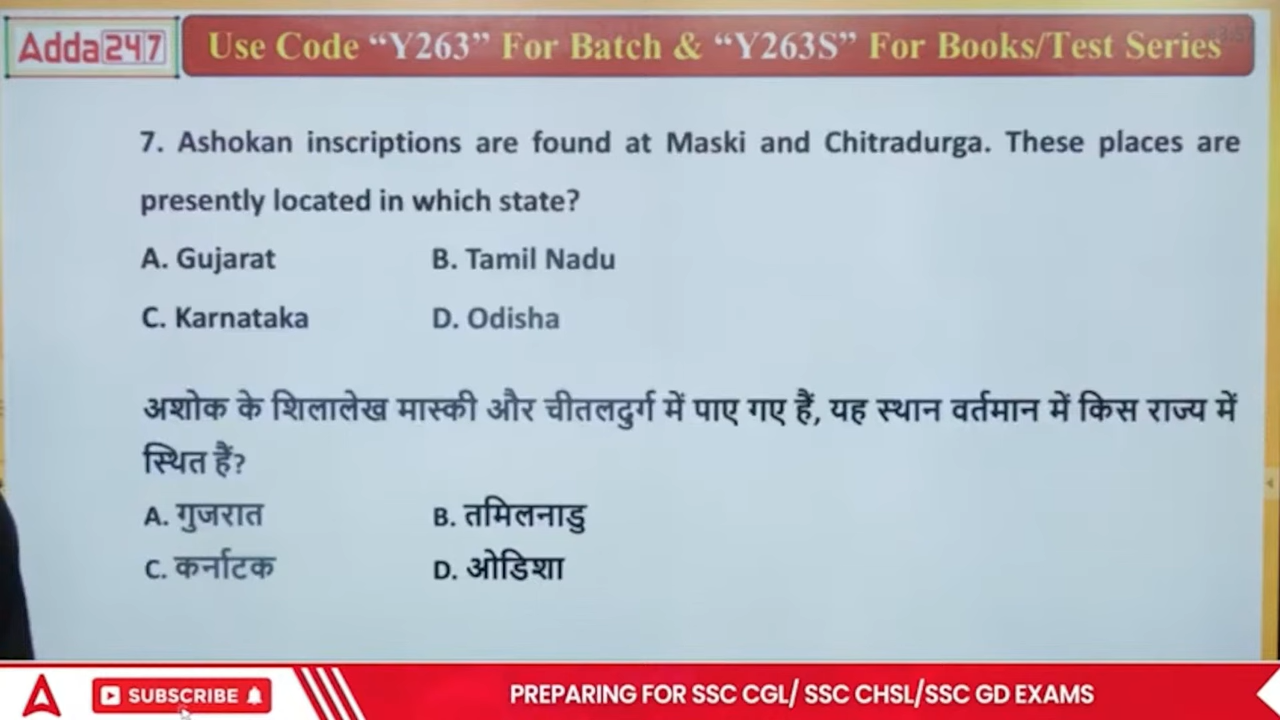 Adda247
Use Code “Y263” For Batch & “Y263S” For Books/Test Series
7. Ashokan inscriptions are found at Maski and Chitradurga. These places are
presently located in which state?
A. Gujarat B. Tamil Nadu
C. Karnataka D. Odisha
अशोक के शिलालेख मास्की और चीतलदुर्ग में पाए गए हैं, यह स्थान वर्तमान में किस राज्य में
स्थित हैं?
A. गुजरात B. तमिलनाडु
C. कर्नाटक D. ओडिशा
SUBSCRIBE
PREPARING FOR SSC CGL/ SSC CHSL/SSC GD EXAMS